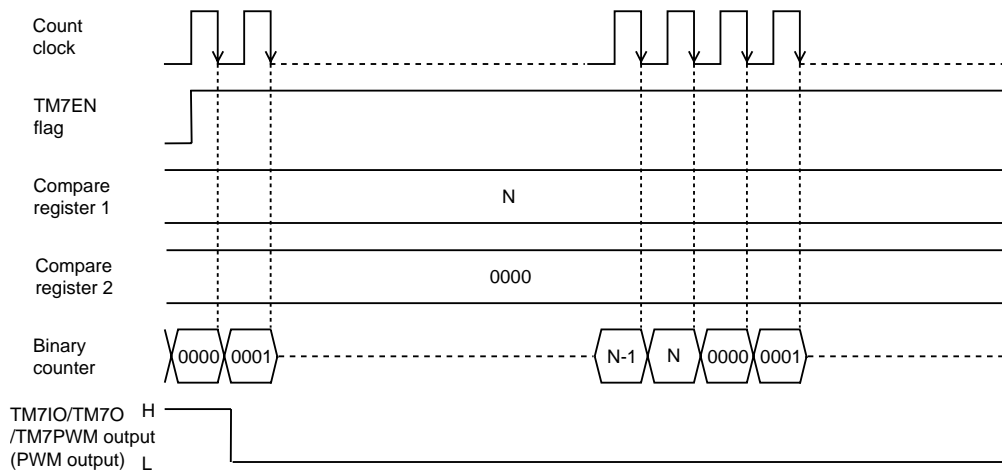 Count
clock
TM7EN
flag
Compare
register 1
N
Compare
register 2
0000
Binary
counter
0000 0001 N-1 N 0000 0001
TM7IO/TM7O H
/TM7PWM output
(PWM output) L